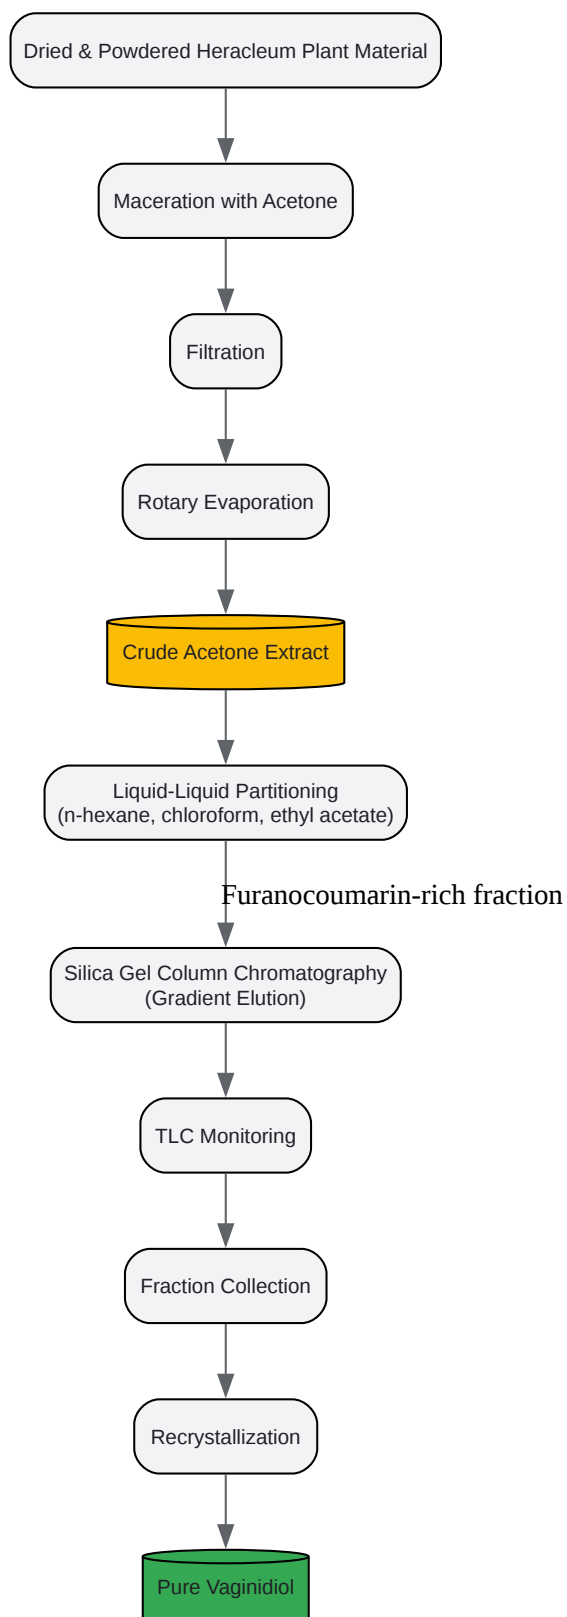 Dried & Powdered Heracleum Plant Material
Maceration with Acetone
Filtration
Rotary Evaporation
Crude Acetone Extract
Liquid-Liquid Partitioning
(n-hexane, chloroform, ethyl acetate)
Furanocoumarin-rich fraction
Silica Gel Column Chromatography
(Gradient Elution)
TLC Monitoring
Fraction Collection
Recrystallization
Pure Vaginidiol